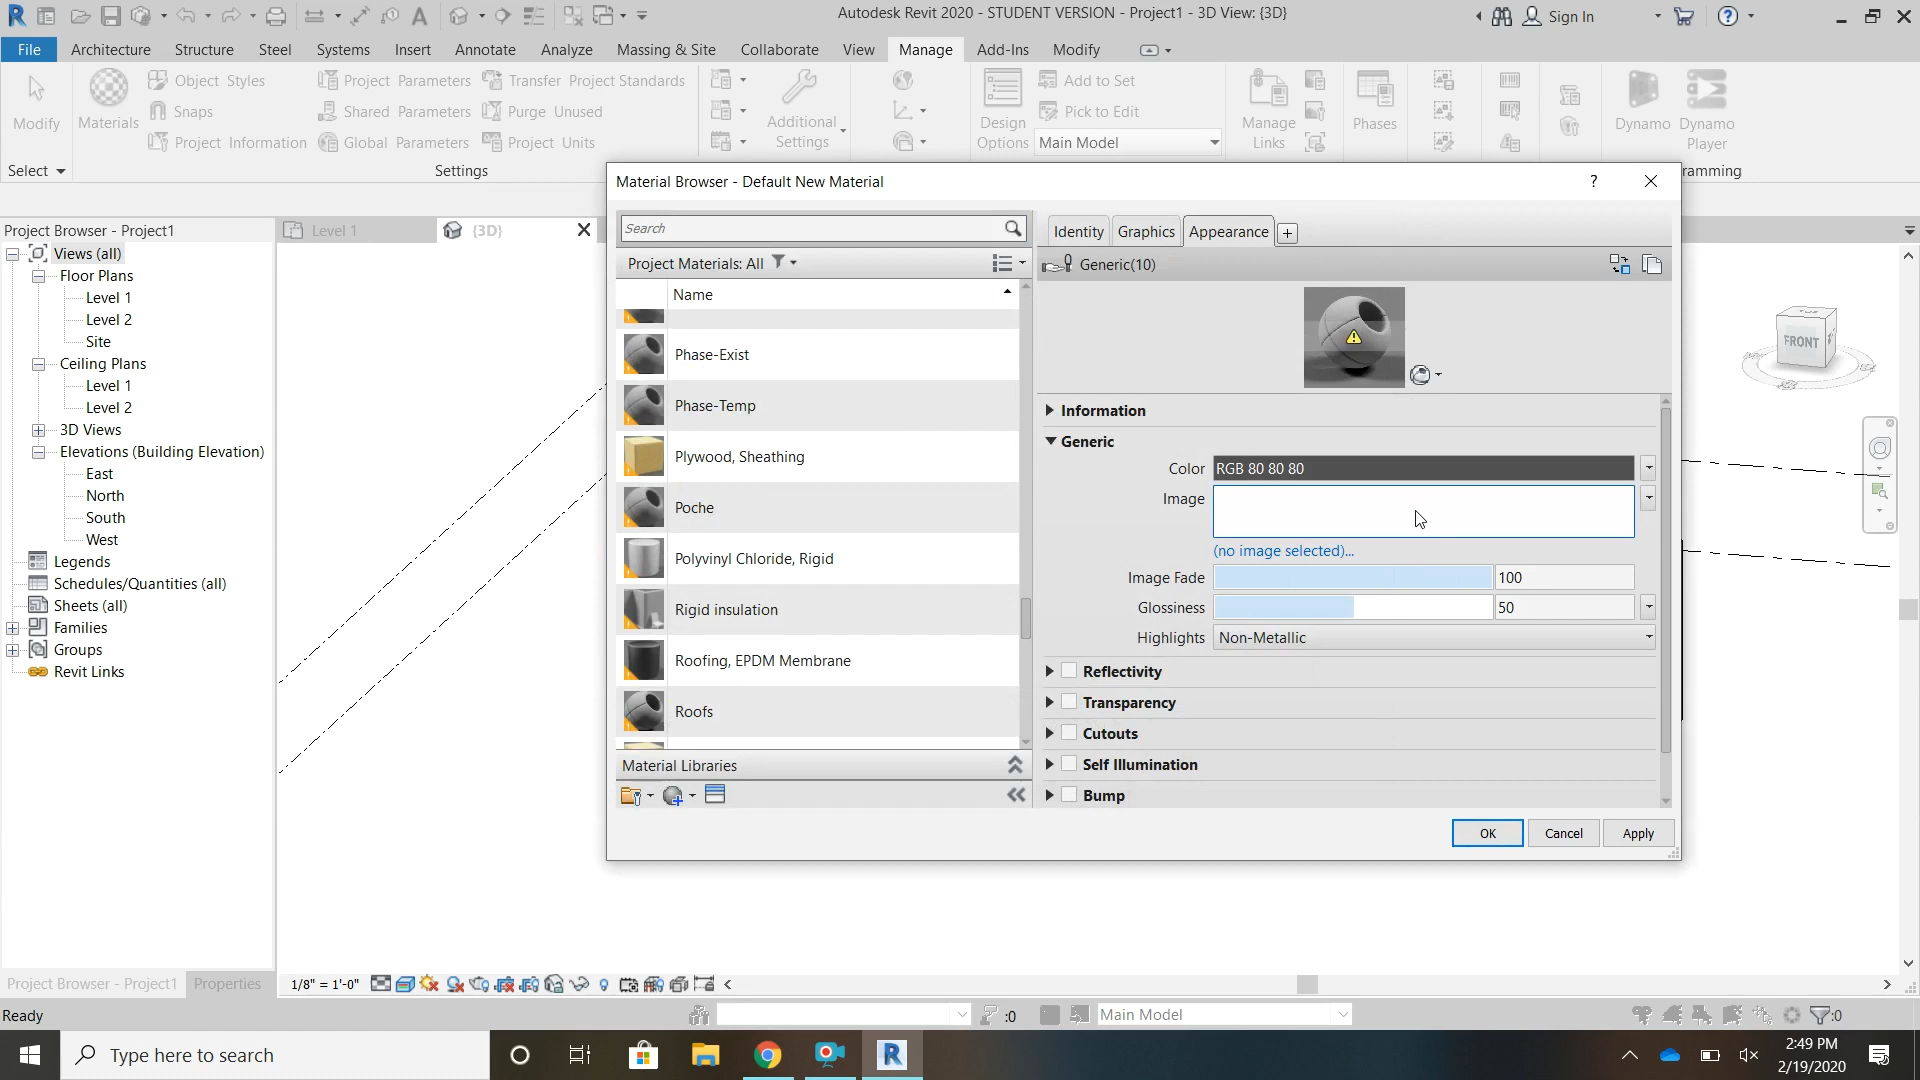 Autodesk Revit 2020 - STUDENT VERSION - Project1 - 3D View: {3D}
Sign In
File Architecture Structure Steel Systems Insert Annotate Analyze Massing & Site Collaborate View Manage Add-Ins Modify
Modify
Materials
Object Styles
Snaps
Project Information
Project Parameters
Shared Parameters
Global Parameters
Transfer Project Standards
Purge Unused
Project Units
Additional
Settings
Design
Options
Add to Set
Pick to Edit
Main Model
Manage
Links
Phases
Dynamo
Dynamo
Player
Select
Settings
ramming
Project Browser - Project1
Views (all)
Floor Plans
Level 1
Level 2
Site
Ceiling Plans
Level 1
Level 2
3D Views
Elevations (Building Elevation)
East
North
South
West
Legends
Schedules/Quantities (all)
Sheets (all)
Families
Groups
Revit Links
Project Browser - Project1
Properties
Level 1
{3D}
Material Browser - Default New Material
?
Search
Project Materials: All
Name
Phase-Exist
Phase-Temp
Plywood, Sheathing
Poche
Polyvinyl Chloride, Rigid
Rigid insulation
Roofing, EPDM Membrane
Roofs
Material Libraries
Identity
Graphics
Appearance
Generic(10)
Information
Generic
Color RGB 80 80 80
Image
(no image selected)...
Image Fade 100
Glossiness 50
Highlights Non-Metallic
Reflectivity
Transparency
Cutouts
Self Illumination
Bump
OK
Cancel
Apply
FRONT
1/8" = 1'-0"
Ready
:0
Main Model
:0
Type here to search
2:49 PM
2/19/2020